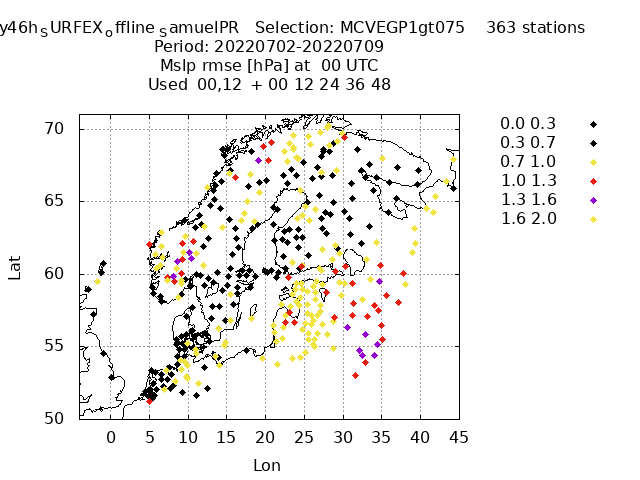 y46h_SURFEX_offline_SamuelPR Selection: MCVEGP1gt075 363 stations
Period: 20220702-20220709
Mslp rmse [hPa] at 00 UTC
Used 00,12 + 00 12 24 36 48
0.0 0.3
0.3 0.7
0.7 1.0
1.0 1.3
1.3 1.6
1.6 2.0
70
65
60
55
50
Lat
0 5 10 15 20 25 30 35 40 45
Lon